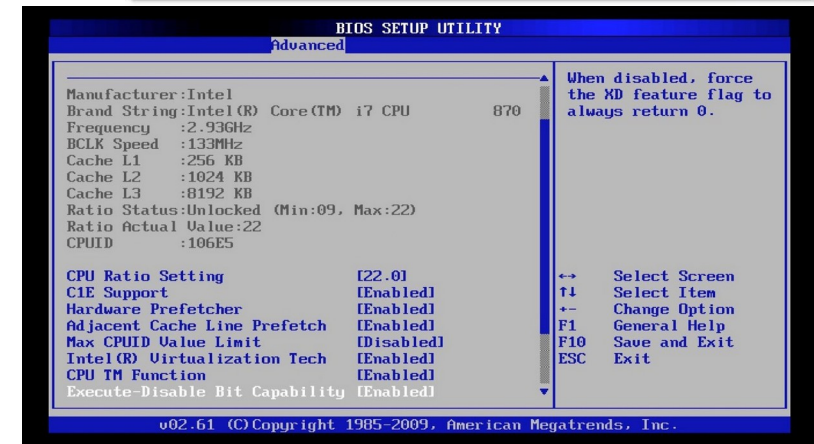 BIOS SETUP UTILITY
Advanced
Manufacturer:Intel
Brand String:Intel(R) Core(TM) i7 CPU 870
Frequency :2.93GHz
BCLK Speed :133MHz
Cache L1 :256 KB
Cache L2 :1024 KB
Cache L3 :8192 KB
Ratio Status:Unlocked (Min:09, Max:22)
Ratio Actual Value:22
CPUID :106E5
CPU Ratio Setting [22.0]
C1E Support [Enabled]
Hardware Prefetcher [Enabled]
Adjacent Cache Line Prefetch [Enabled]
Max CPUID Value Limit [Disabled]
Intel(R) Virtualization Tech [Enabled]
CPU TM Function [Enabled]
Execute-Disable Bit Capability [Enabled]
When disabled, force
the XD feature flag to
always return 0.
↔ Select Screen
↑↓ Select Item
+- Change Option
F1 General Help
F10 Save and Exit
ESC Exit
v02.61 (C)Copyright 1985-2009, American Megatrends, Inc.